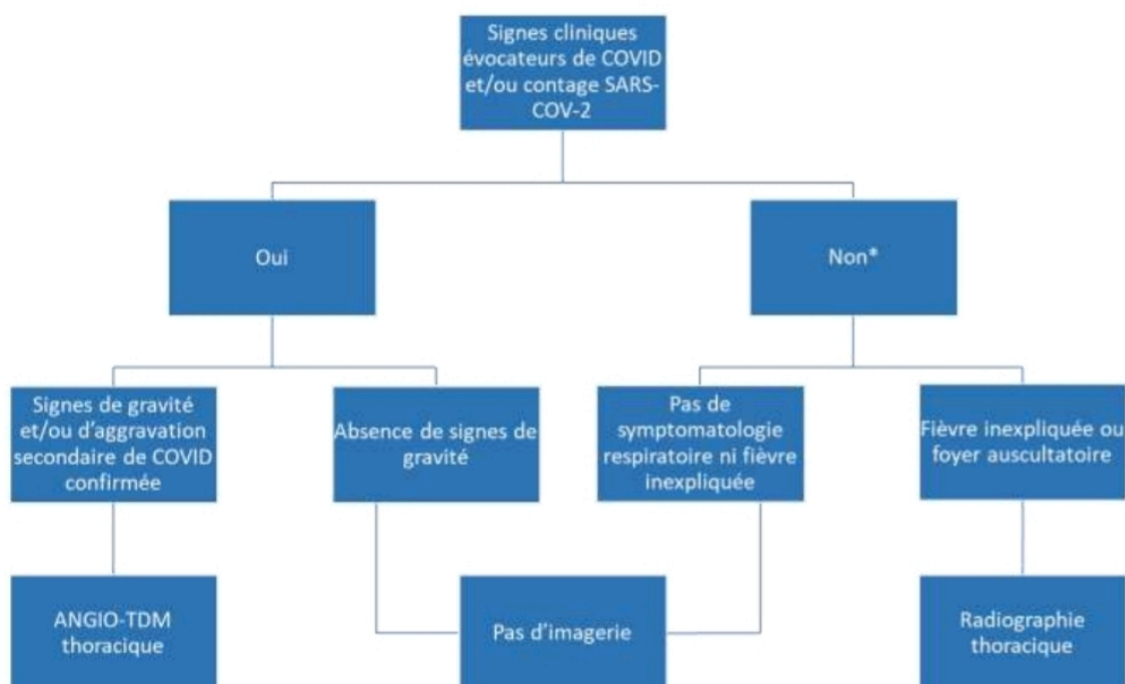 Signes cliniques
évocateurs de COVID
et/ou contage SARS-
COV-2
Oui
Non*
Signes de gravité
et/ou d'aggravation
secondaire de COVID
confirmée
Absence de signes de
gravité
Pas de
symptomatologie
respiratoire ni fièvre
inexpliquée
Fièvre inexpliquée ou
foyer auscultatoire
ANGIO-TDM
thoracique
Pas d'imagerie
Radiographie
thoracique